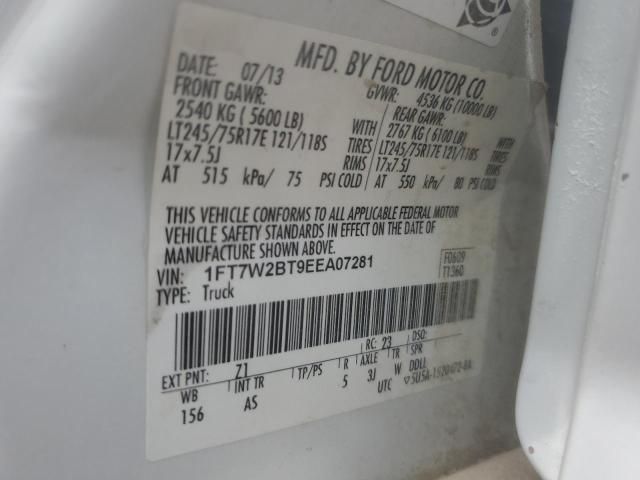 ®
MFD. BY FORD MOTOR CO.
DATE: 07/13 GVWR: 4536 KG (10000 LB)
FRONT GAWR: REAR GAWR:
2540 KG ( 5600 LB) WITH 2767 KG ( 6100 LB) WITH
LT245/75R17E 121/118S TIRES LT245/75R17E 121/118S TIRES
17x7.5J RIMS 17x7.5J RIMS
AT 515 kPa/ 75 PSI COLD AT 550 kPa/ 80 PSI COLD
THIS VEHICLE CONFORMS TO ALL APPLICABLE FEDERAL MOTOR
VEHICLE SAFETY STANDARDS IN EFFECT ON THE DATE OF
MANUFACTURE SHOWN ABOVE.
VIN: 1FT7W2BT9EEA07281 F0609
TYPE: Truck T1360
EXT PNT: Z1 RC: 23 DSO:
WB INT TR TP/PS R AXLE TR SPR
156 AS 5 3J W DDLL
UTC